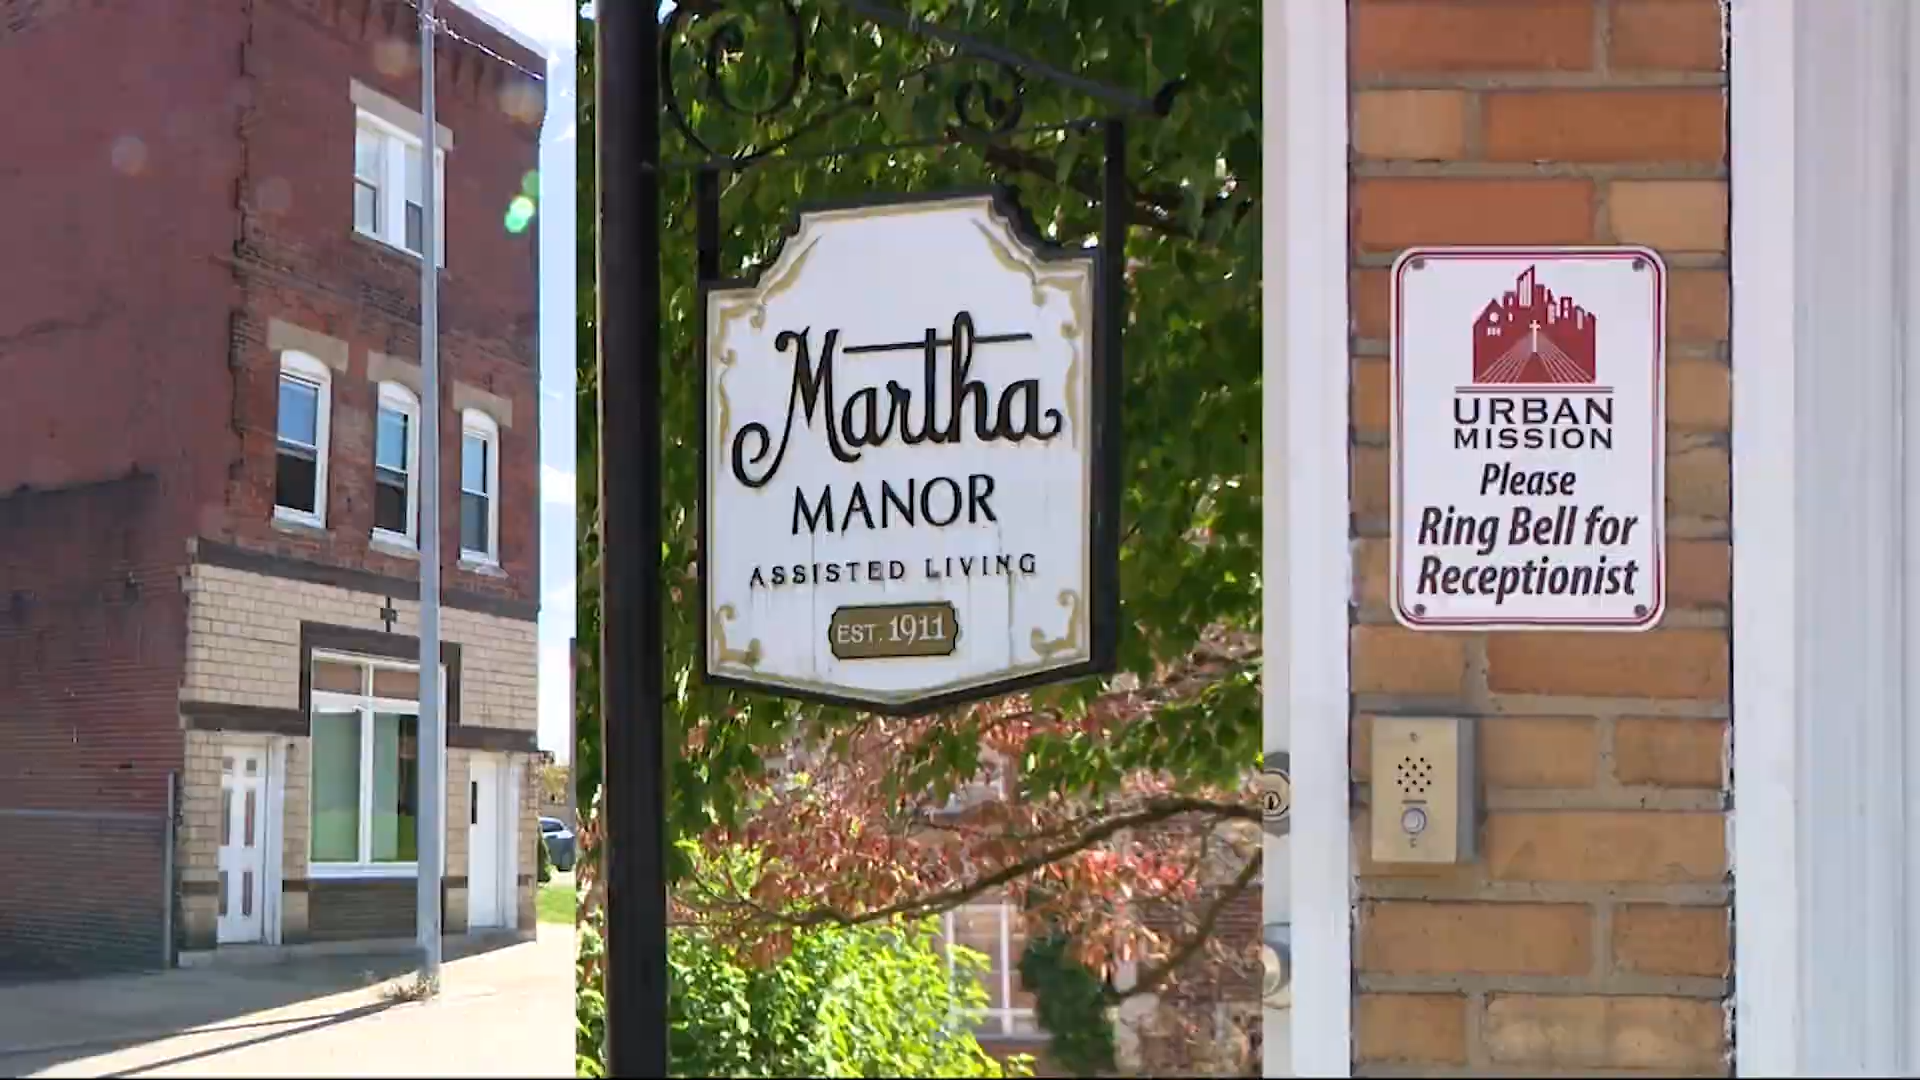 Martha
MANOR
ASSISTED LIVING
EST. 1911
URBAN
MISSION
Please
Ring Bell for
Receptionist